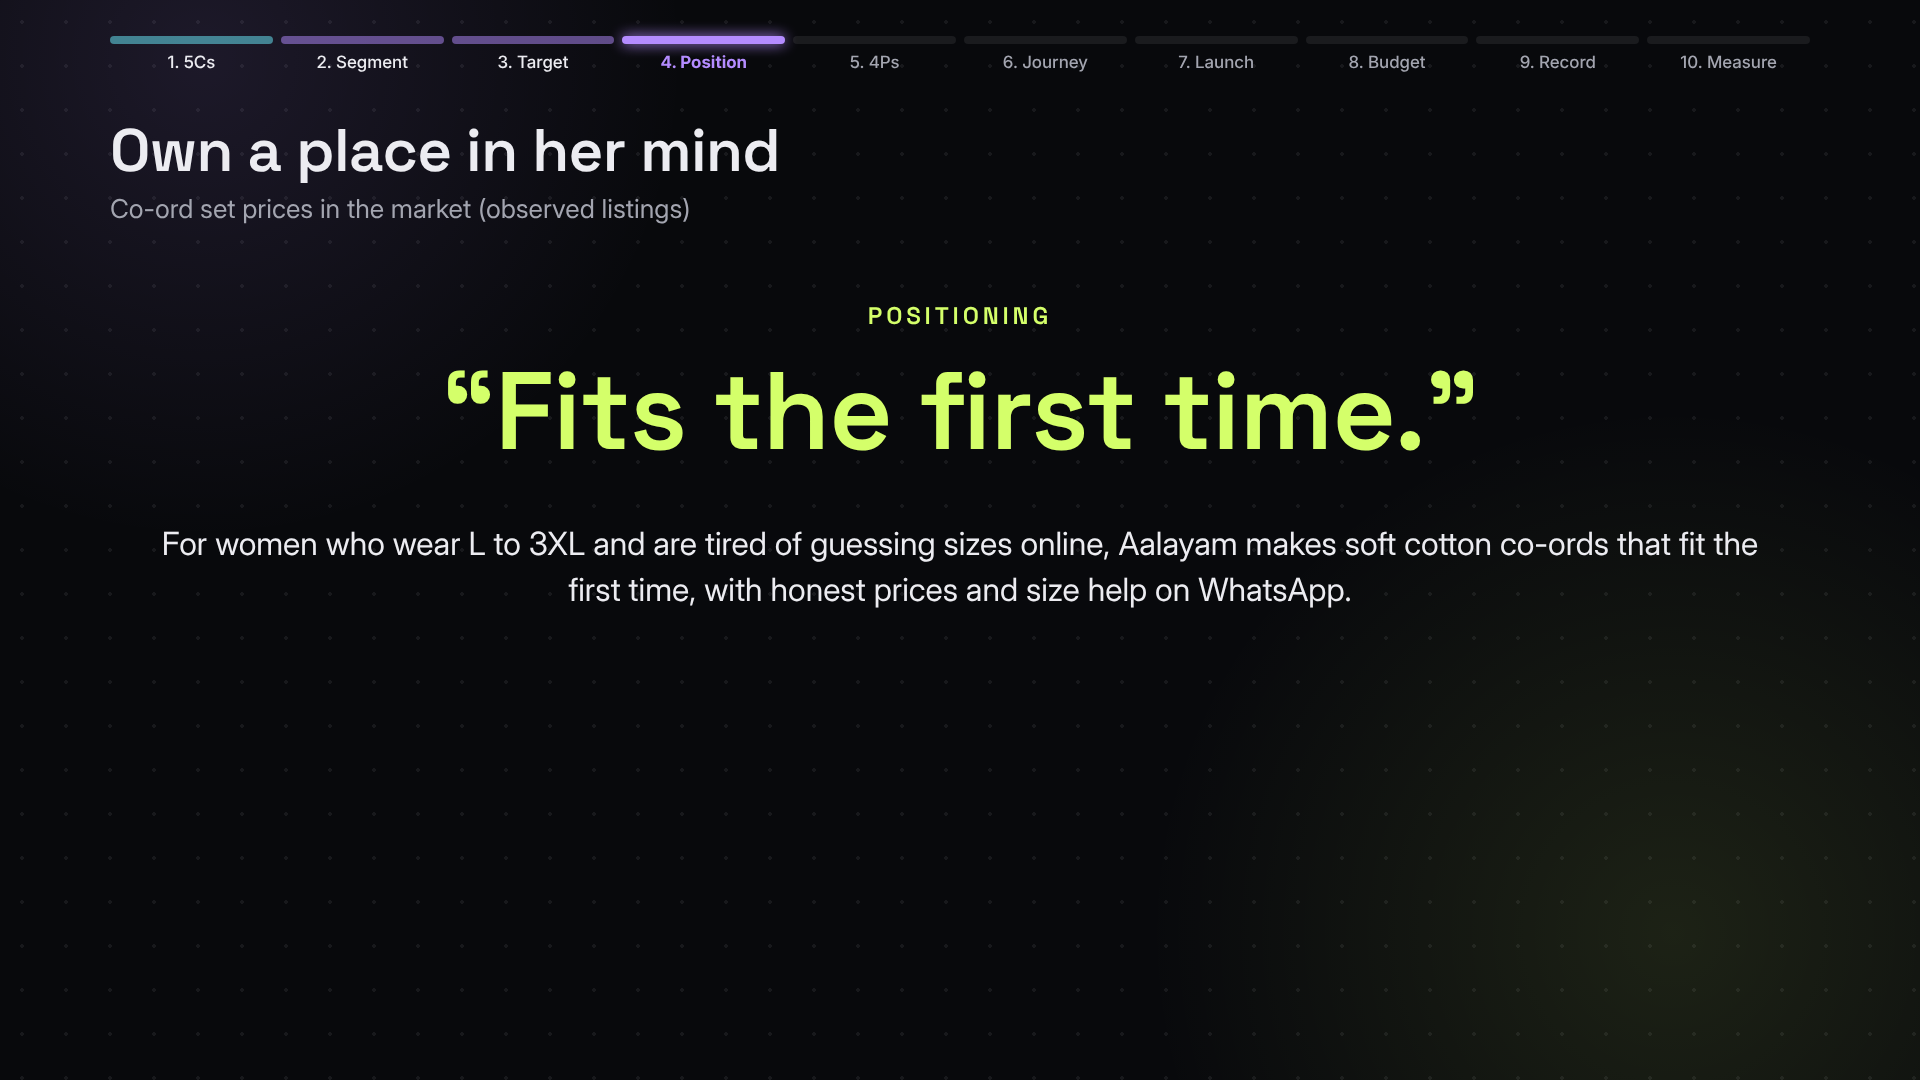 1. 5Cs
2. Segment
3. Target
4. Position
5. 4Ps
6. Journey
7. Launch
8. Budget
9. Record
10. Measure
Own a place in her mind
Co-ord set prices in the market (observed listings)
POSITIONING
“Fits the first time.”
For women who wear L to 3XL and are tired of guessing sizes online, Aalayam makes soft cotton co-ords that fit the
first time, with honest prices and size help on WhatsApp.